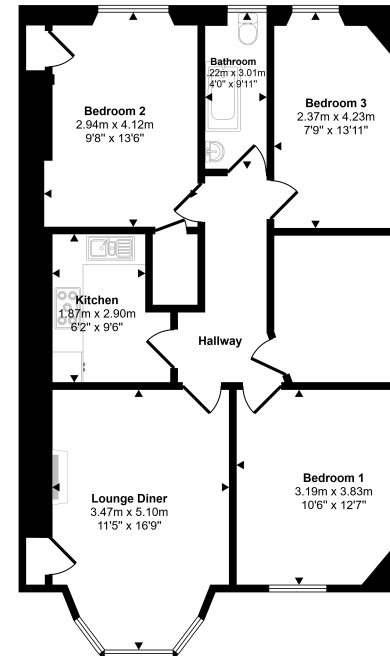 Bathroom
.22m x 3.01m
4'0" x 9'11"
Bedroom 2
2.94m x 4.12m
9'8" x 13'6"
Bedroom 3
2.37m x 4.23m
7'9" x 13'11"
Kitchen
1.87m x 2.90m
6'2" x 9'6"
Hallway
Bedroom 1
3.19m x 3.83m
10'6" x 12'7"
Lounge Diner
3.47m x 5.10m
11'5" x 16'9"